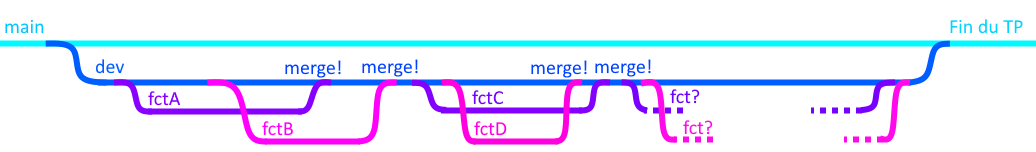 main
Fin du TP
dev
merge!
merge!
merge!
merge!
fctA
fctB
fctC
fctD
fct?
fct?